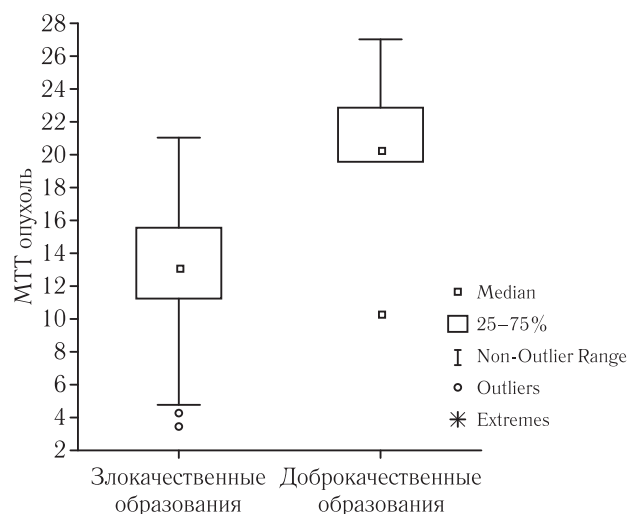 28
26
24
22
20
18
16
14
12
10
8
6
4
2
МТТ опухоль
Median
25–75%
Non-Outlier Range
Outliers
Extremes
Злокачественные
образования
Доброкачественные
образования